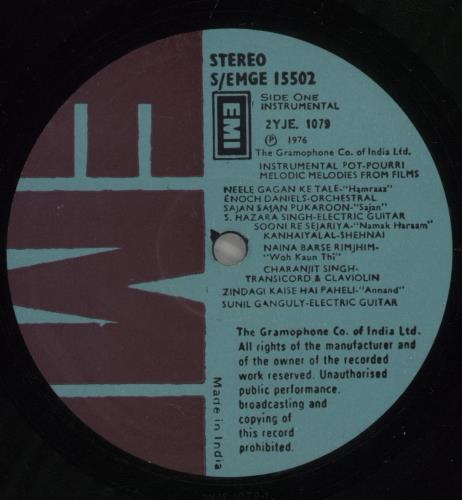 STEREO
S/EMGE 15502
EMI
EMI
SIDE ONE
INSTRUMENTAL
2YJE. 1079
Ⓟ 1976
The Gramophone Co. of India Ltd.
INSTRUMENTAL POT-POURRI
MELODIC MELODIES FROM FILMS
NEELE GAGAN KE TALE-"Hamraaz"
ENOCH DANIELS-ORCHESTRAL
SAJAN SAJAN PUKAROON-"Sajan"
S. HAZARA SINGH-ELECTRIC GUITAR
SOONI RE SEJARIYA-"Namak Haraam"
KANHAIYALAL-SHEHNAI
NAINA BARSE RIMJHIM-
"Woh Kaun Thi"
CHARANJIT SINGH-
TRANSICORD & CLAVIOLIN
ZINDAGI KAISE HAI PAHELI-"Annand"
SUNIL GANGULY-ELECTRIC GUITAR
The Gramophone Co. of India Ltd.
All rights of the manufacturer and
of the owner of the recorded
work reserved. Unauthorised
public performance.
broadcasting and
copying of
this record
prohibited.
Made in India